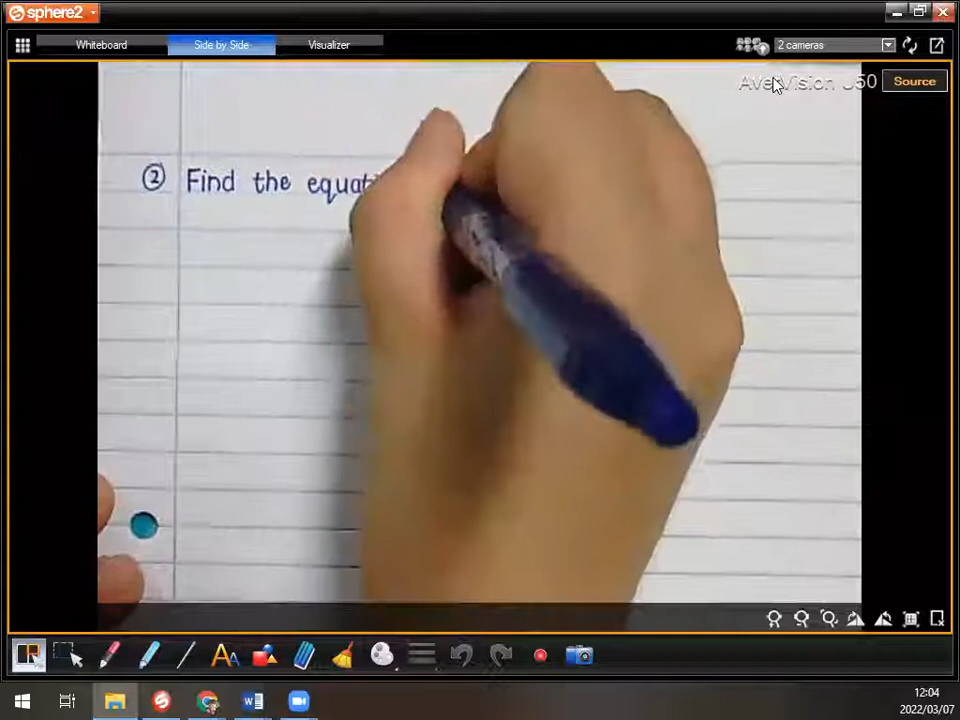 sphere2
Whiteboard
Side by Side
Visualizer
2 cameras
Source
② Find the equat
12:04
2022/03/07